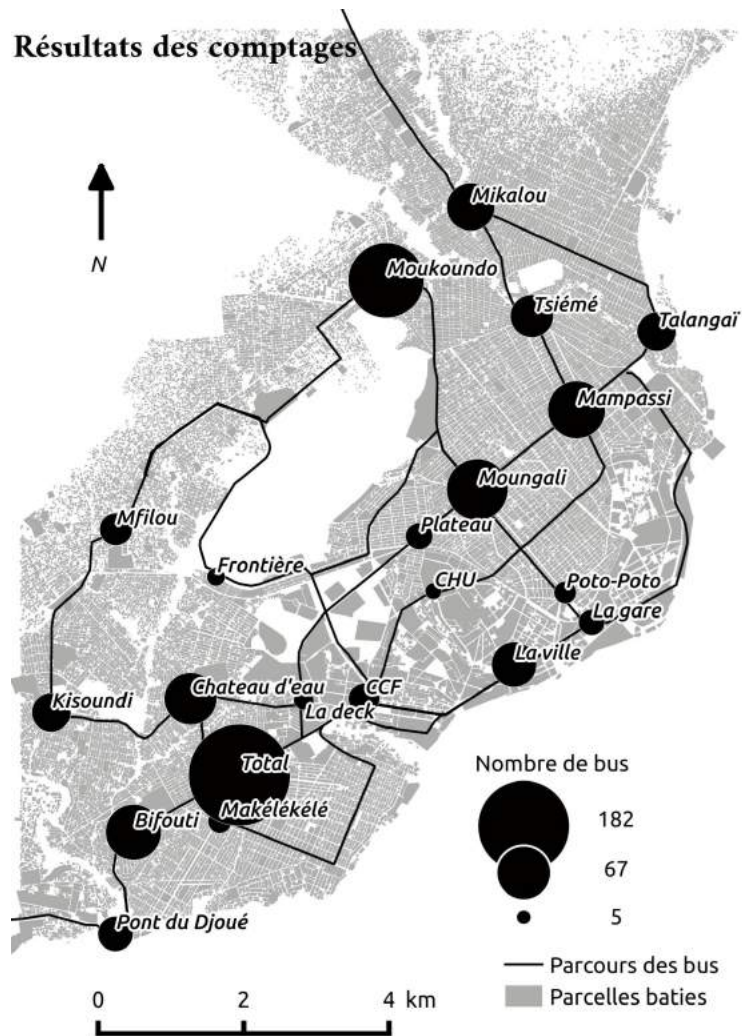 Résultats des comptages
N
Mikalou
Moukoundo
Tsiémé
Talangaï
Mampassi
Moungali
Mfilou
Plateau
Frontière
CHU
Poto-Poto
La gare
La ville
Chateau d'eau
CCF
Kisoundi
La deck
Total
Makélékélé
Bifouti
Pont du Djoué
Nombre de bus
182
67
5
Parcours des bus
Parcelles baties
0 2 4 km